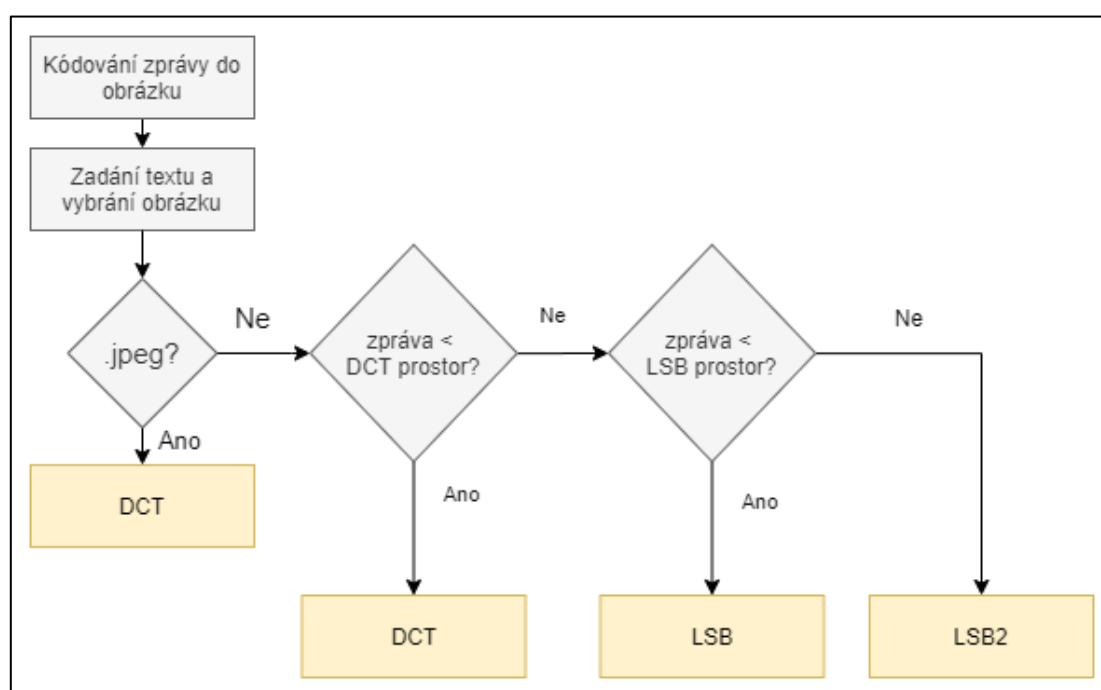 Kódování zprávy do
obrázku
Zadání textu a
vybrání obrázku
.jpeg?
Ne
zpráva <
DCT prostor?
Ne
zpráva <
LSB prostor?
Ne
Ano
DCT
Ano
Ano
DCT
LSB
LSB2